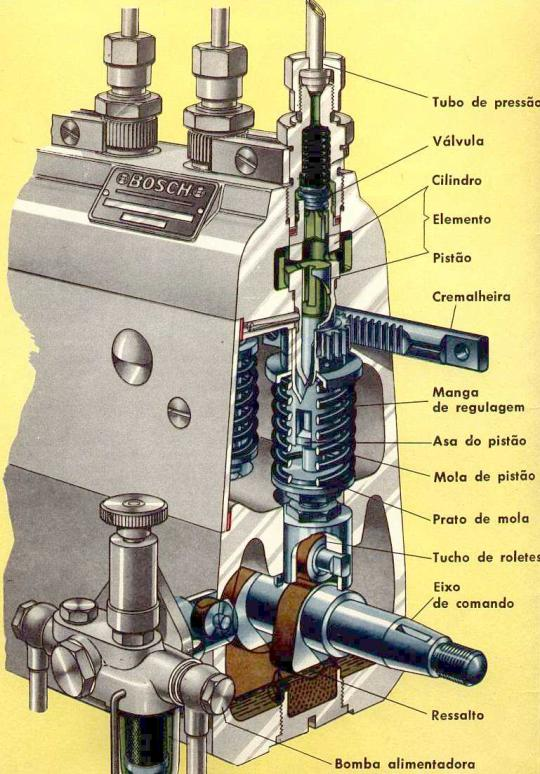 BOSCH
Tubo de pressão
Válvula
Cilindro
Elemento
Pistão
Cremalheira
Manga
de regulagem
Asa do pistão
Mola de pistão
Prato de mola
Tucho de roletes
Eixo
de comando
Ressalto
Bomba alimentadora